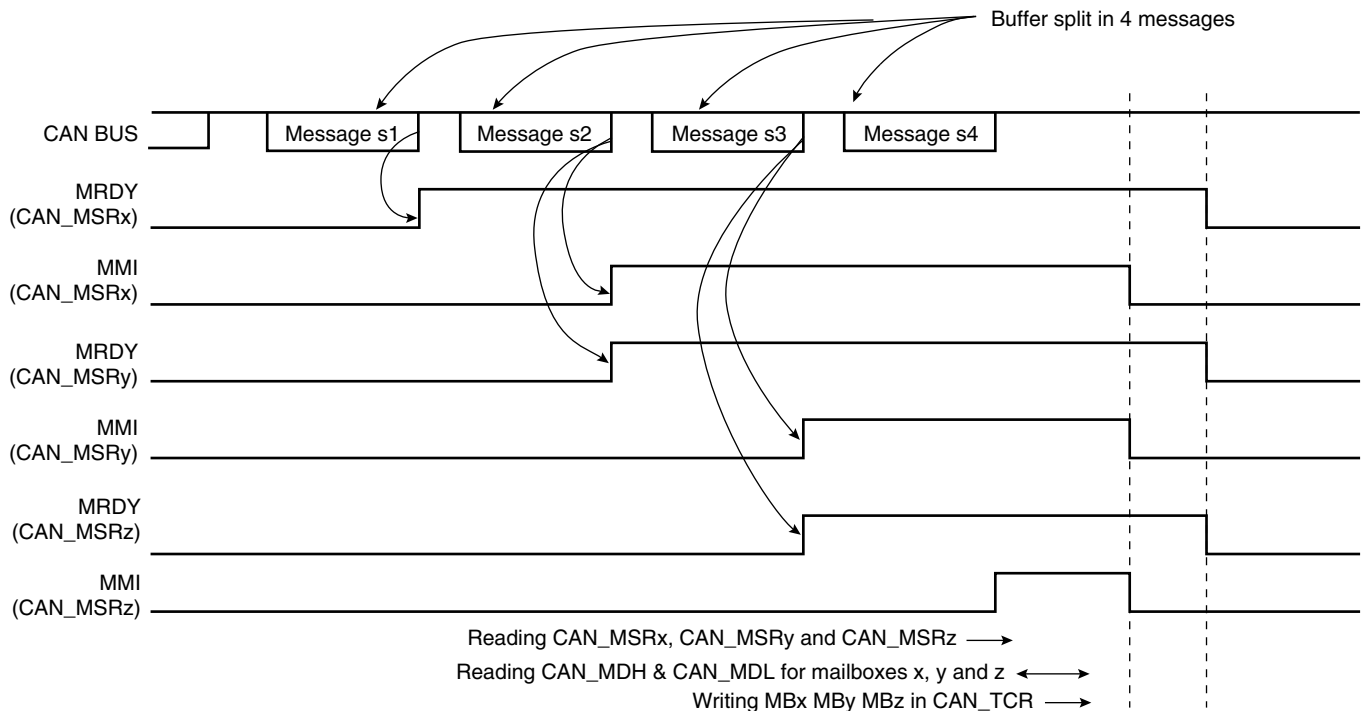 Buffer split in 4 messages
CAN BUS
Message s1
Message s2
Message s3
Message s4
MRDY
(CAN_MSRx)
MMI
(CAN_MSRx)
MRDY
(CAN_MSRy)
MMI
(CAN_MSRy)
MRDY
(CAN_MSRz)
MMI
(CAN_MSRz)
Reading CAN_MSRx, CAN_MSRy and CAN_MSRz
Reading CAN_MDH & CAN_MDL for mailboxes x, y and z
Writing MBx MBy MBz in CAN_TCR